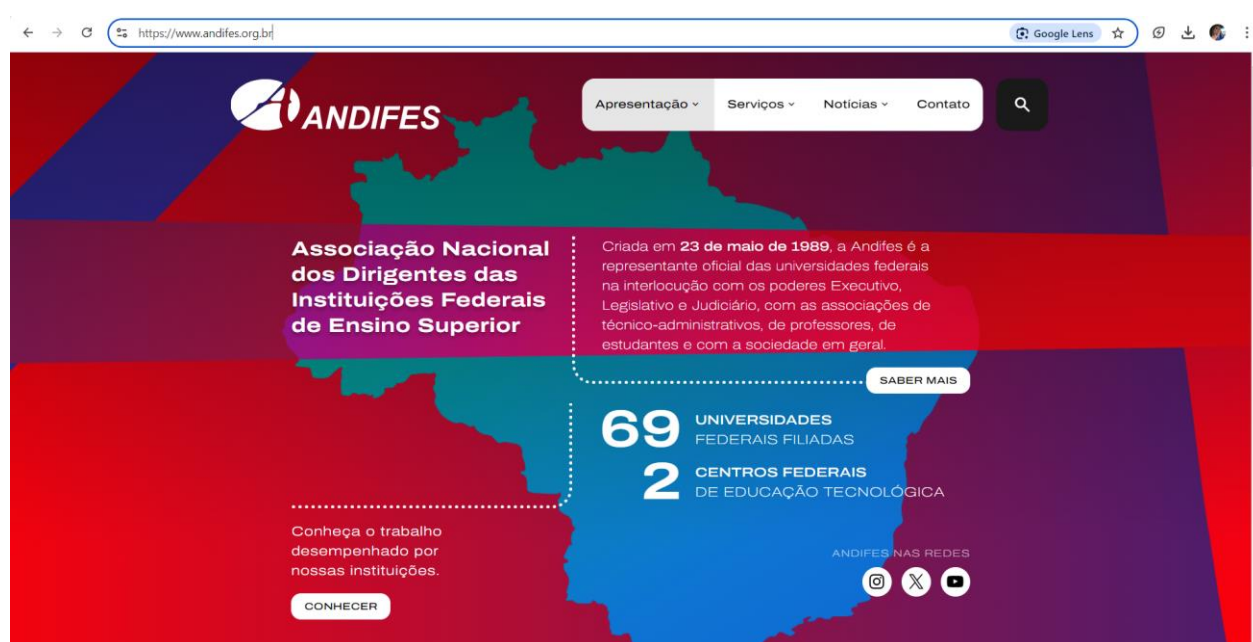 https://www.andifes.org.br
Google Lens
ANDIFES
Apresentação
Serviços
Notícias
Contato
Associação Nacional
dos Dirigentes das
Instituições Federais
de Ensino Superior
Criada em 23 de maio de 1989, a Andifes é a
representante oficial das universidades federais
na interlocução com os poderes Executivo,
Legislativo e Judiciário, com as associações de
técnico-administrativos, de professores, de
estudantes e com a sociedade em geral.
SABER MAIS
69 UNIVERSIDADES
FEDERAIS FILIADAS
2 CENTROS FEDERAIS
DE EDUCAÇÃO TECNOLÓGICA
Conheça o trabalho
desempenhado por
nossas instituições.
CONHECER
ANDIFES NAS REDES